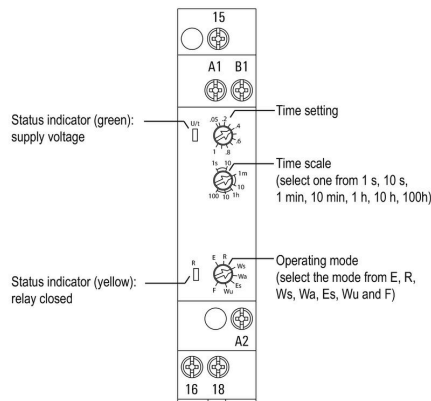 15
A1 B1
Status indicator (green):
supply voltage
U/t
.05 .2 .4 .6 .8 1
Time setting
1s 10 1m 10 1h 10 100
Time scale
(select one from 1 s, 10 s,
1 min, 10 min, 1 h, 10 h, 100h)
Status indicator (yellow):
relay closed
R
E R Ws Wa Es Wu F
Operating mode
(select the mode from E, R,
Ws, Wa, Es, Wu and F)
A2
16 18